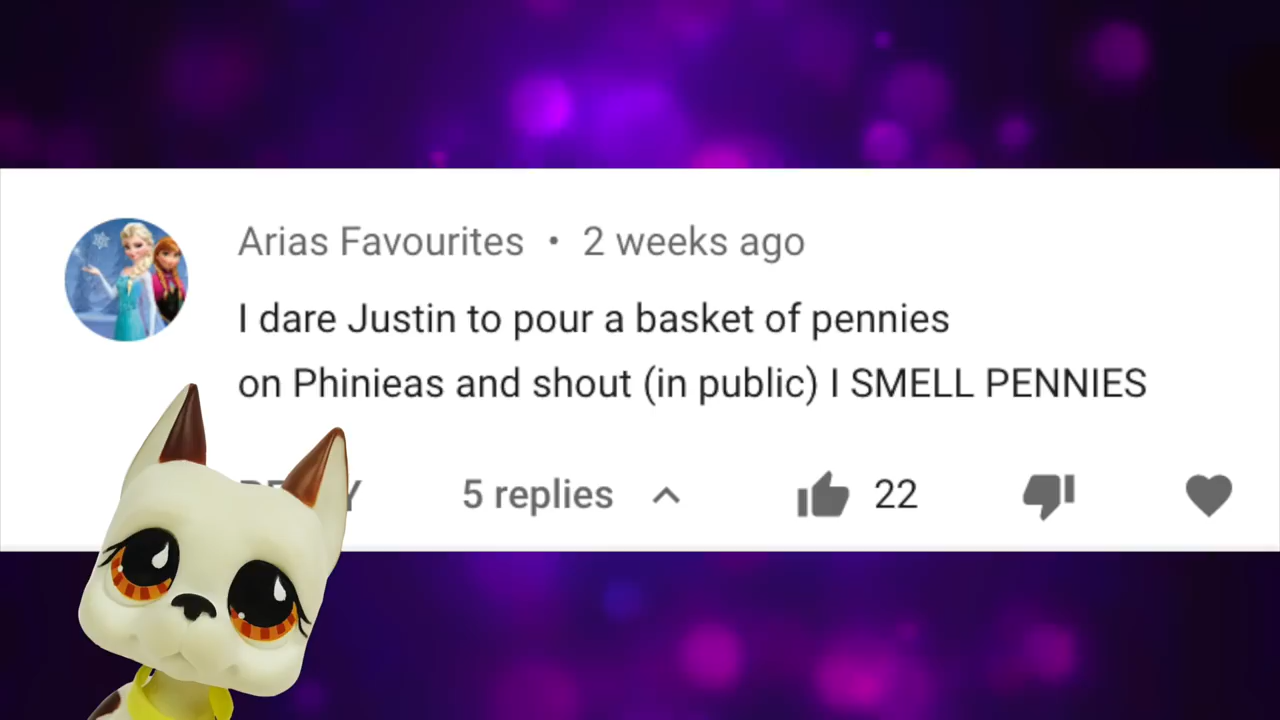 Arias Favourites • 2 weeks ago
I dare Justin to pour a basket of pennies
on Phinieas and shout (in public) I SMELL PENNIES
5 replies 22